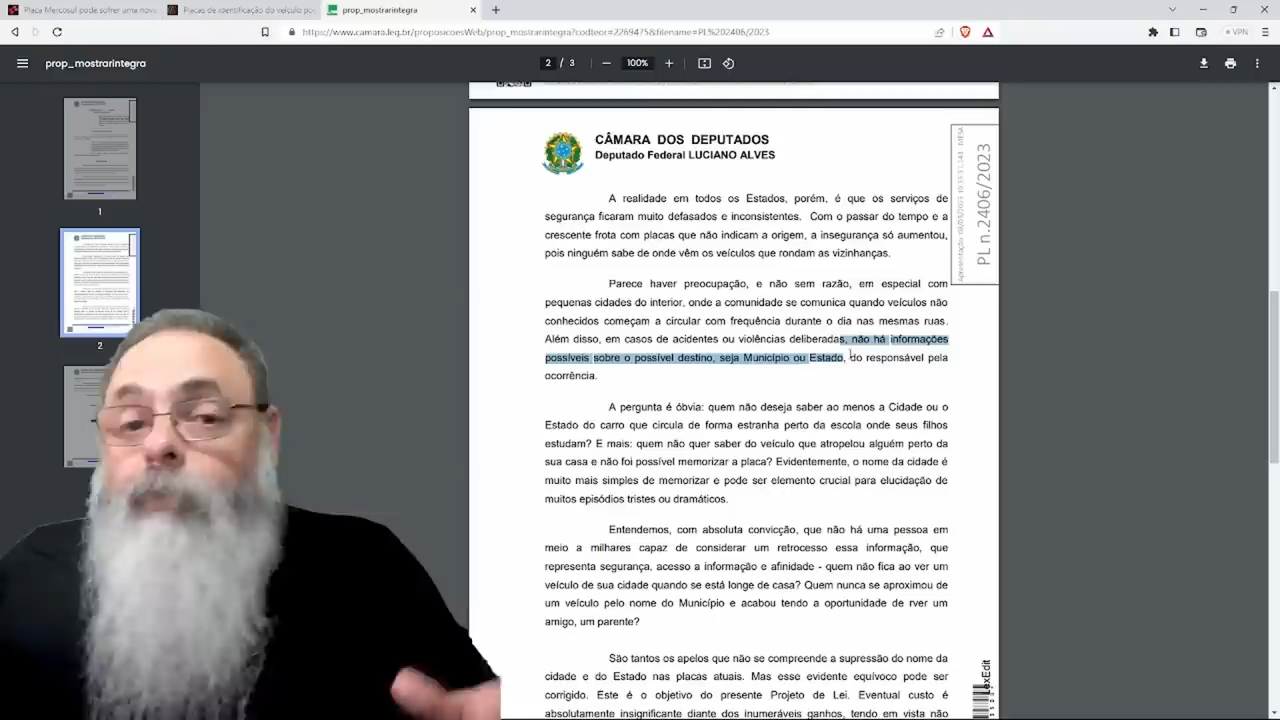 Placa Mercosul pode sofrer uma nova
Placas de identificação do veículo po
prop_mostrarintegra
https://www.camara.leg.br/proposicoesWeb/prop_mostrarintegra?codteor=2269475&filename=PL%202406/2023
VPN
prop_mostrarintegra
2 / 3
100%
1
2
CÂMARA DOS DEPUTADOS
Deputado Federal LUCIANO ALVES
PL n.2406/2023
MESA
A realidade em todos os Estados, porém, é que os serviços de
segurança ficaram muito defasados e inconsistentes. Com o passar do tempo e a
crescente frota com placas que não indicam a origem, a insegurança só aumentou,
pois ninguém sabe de onde vêm os veículos que rondam as vizinhanças.
Parece haver preocupação, e não sem razão, em especial com
pequenas cidades do interior, onde a comunidade se comunica quando veículos não
conhecidos começam a circular com frequência durante o dia nas mesmas ruas.
Além disso, em casos de acidentes ou violências deliberadas, não há informações
possíveis sobre o possível destino, seja Município ou Estado, do responsável pela
ocorrência.
A pergunta é óbvia: quem não deseja saber ao menos a Cidade ou o
Estado do carro que circula de forma estranha perto da escola onde seus filhos
estudam? E mais: quem não quer saber do veículo que atropelou alguém perto da
sua casa e não foi possível memorizar a placa? Evidentemente, o nome da cidade é
muito mais simples de memorizar e pode ser elemento crucial para elucidação de
muitos episódios tristes ou dramáticos.
Entendemos, com absoluta convicção, que não há uma pessoa em
meio a milhares capaz de considerar um retrocesso essa informação, que
representa segurança, acesso a informação e afinidade - quem não fica ao ver um
veículo de sua cidade quando se está longe de casa? Quem nunca se aproximou de
um veículo pelo nome do Município e acabou tendo a oportunidade de rver um
amigo, um parente?
São tantos os apelos que não se compreende a supressão do nome da
cidade e do Estado nas placas atuais. Mas esse evidente equívoco pode ser
corrigido. Este é o objetivo do presente Projeto de Lei. Eventual custo é
absolutamente insignificante diante dos inumeráveis ganhos, tendo em vista não
LexEdit